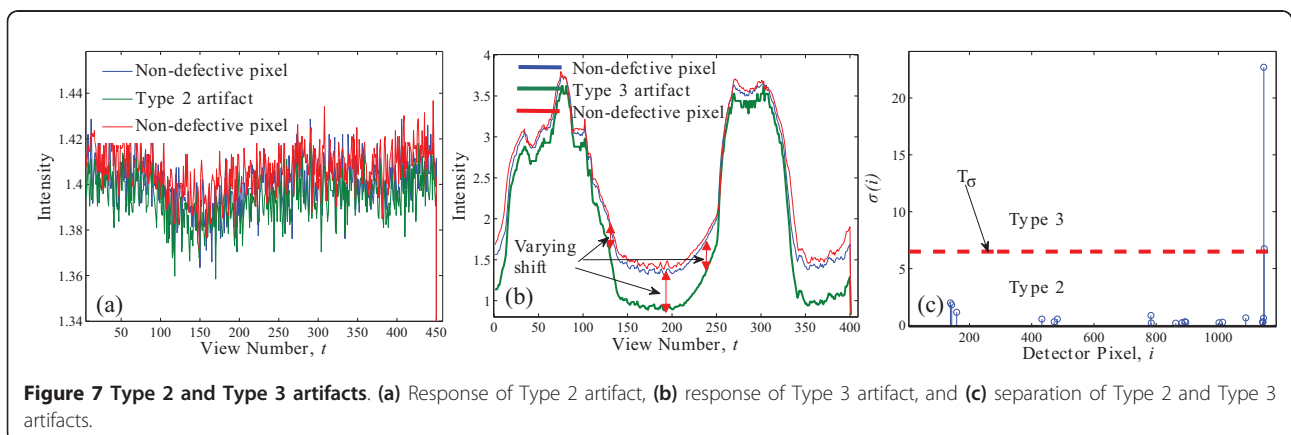 1.44
1.42
1.4
1.38
1.36
1.34
Intensity
Non-defective pixel
Type 2 artifact
Non-defective pixel
(a)
50 100 150 200 250 300 350 400 450
View Number, t
4
3.5
3
2.5
2
1.5
1
Intensity
Non-defctive pixel
Type 3 artifact
Non-defective pixel
Varying
shift
(b)
0 50 100 150 200 250 300 350 400
View Number, t
20
15
10
5
0
σ(i)
Tσ
Type 3
Type 2
(c)
200 400 600 800 1000
Detector Pixel, i
Figure 7 Type 2 and Type 3 artifacts. (a) Response of Type 2 artifact, (b) response of Type 3 artifact, and (c) separation of Type 2 and Type 3
artifacts.